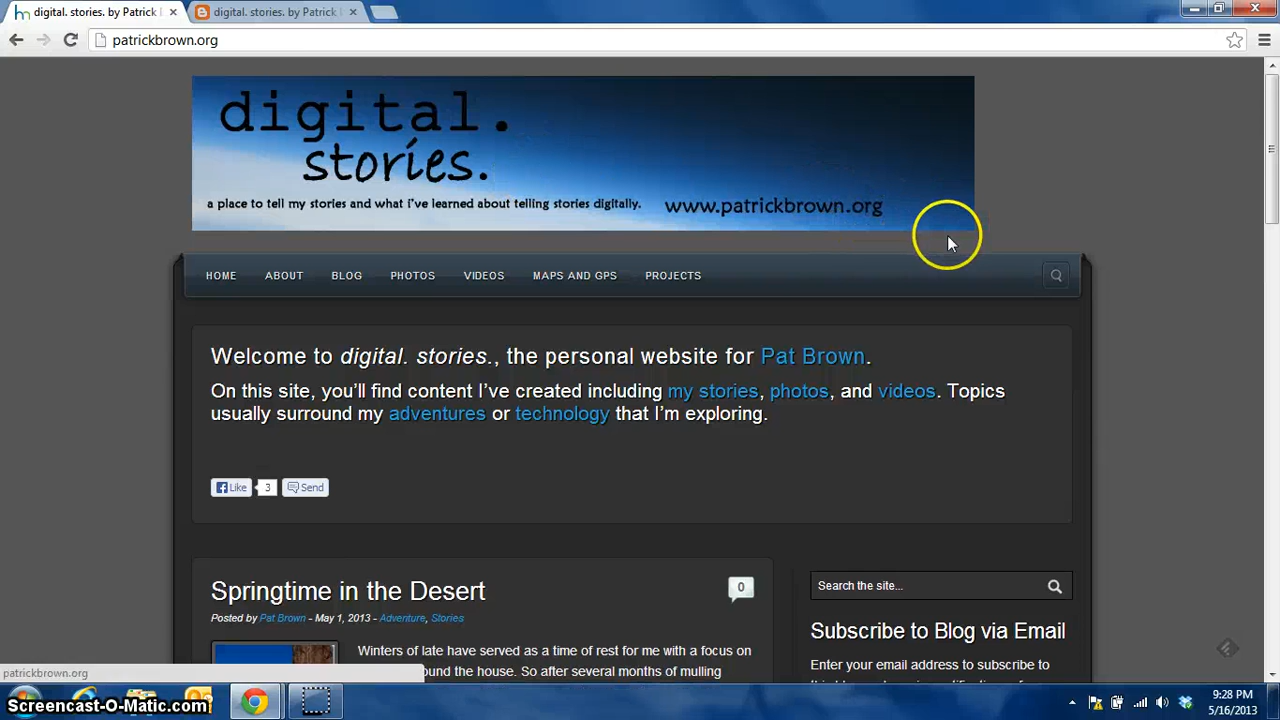 digital. stories. by Patrick
digital. stories. by Patrick
patrickbrown.org
digital.
stories.
a place to tell my stories and what i've learned about telling stories digitally.
www.patrickbrown.org
HOME ABOUT BLOG PHOTOS VIDEOS MAPS AND GPS PROJECTS
Welcome to digital. stories., the personal website for Pat Brown.
On this site, you'll find content I've created including my stories, photos, and videos. Topics
usually surround my adventures or technology that I'm exploring.
Like 3 Send
Springtime in the Desert
0
Posted by Pat Brown - May 1, 2013 - Adventure, Stories
Winters of late have served as a time of rest for me with a focus on
ound the house. So after several months of mulling
Search the site...
Subscribe to Blog via Email
Enter your email address to subscribe to
patrickbrown.org
Screencast-O-Matic.com
9:28 PM
5/16/2013